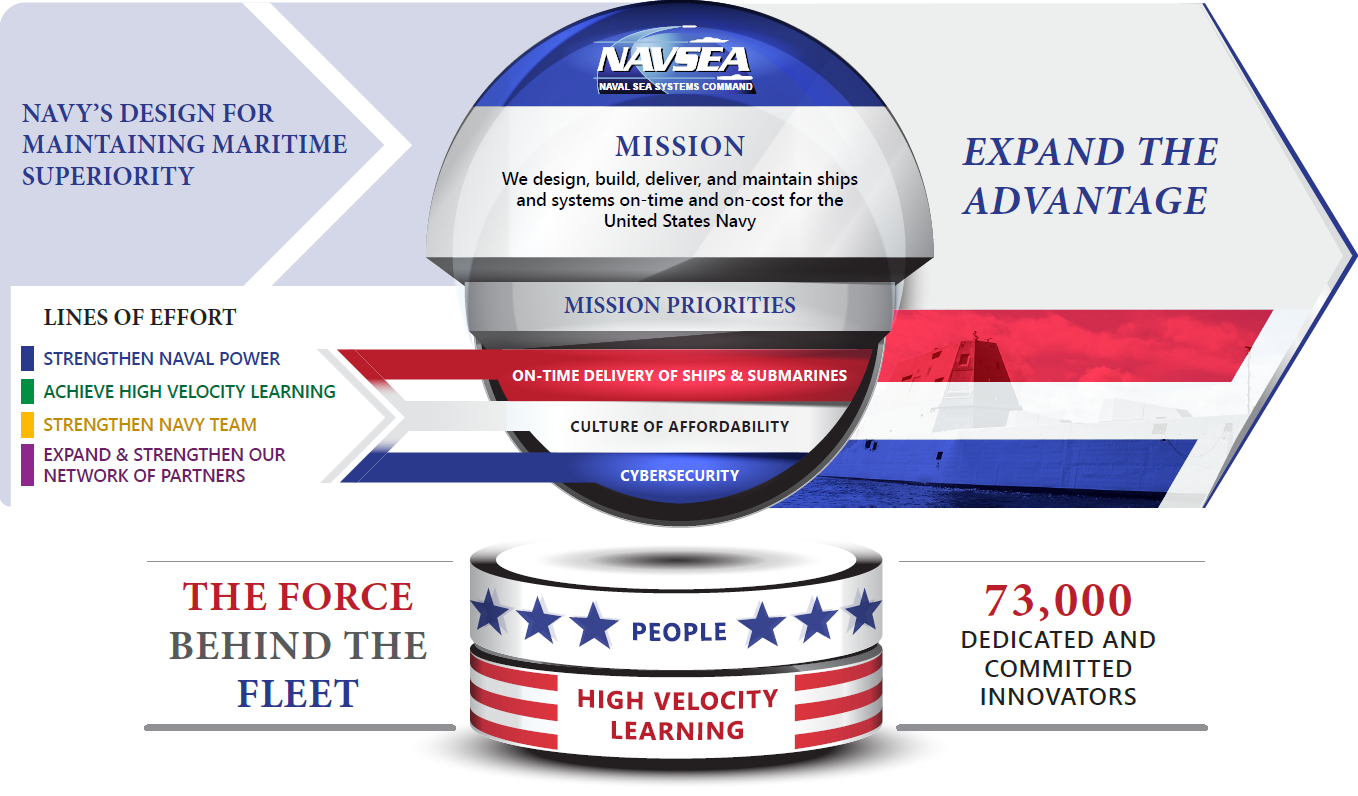 NAVSEA
NAVAL SEA SYSTEMS COMMAND
NAVY'S DESIGN FOR
MAINTAINING MARITIME
SUPERIORITY
MISSION
We design, build, deliver, and maintain ships
and systems on-time and on-cost for the
United States Navy
EXPAND THE
ADVANTAGE
MISSION PRIORITIES
LINES OF EFFORT
STRENGTHEN NAVAL POWER
ACHIEVE HIGH VELOCITY LEARNING
STRENGTHEN NAVY TEAM
EXPAND & STRENGTHEN OUR
NETWORK OF PARTNERS
ON-TIME DELIVERY OF SHIPS & SUBMARINES
CULTURE OF AFFORDABILITY
CYBERSECURITY
THE FORCE
BEHIND THE
FLEET
PEOPLE
HIGH VELOCITY
LEARNING
73,000
DEDICATED AND
COMMITTED
INNOVATORS